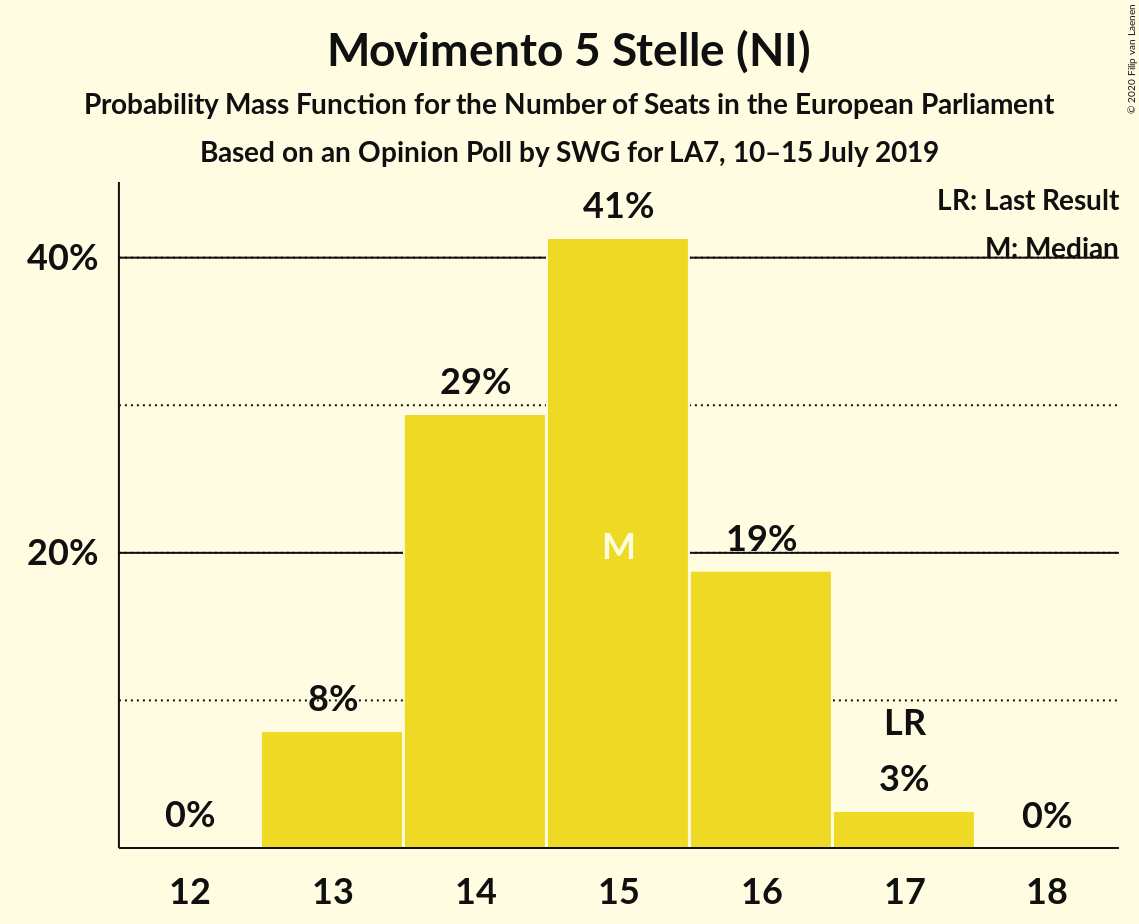 Movimento 5 Stelle (NI)
Probability Mass Function for the Number of Seats in the European Parliament
Based on an Opinion Poll by SWG for LA7, 10–15 July 2019
© 2020 Filip van Laenen
LR: Last Result
M: Median
40%
20%
0%
8%
29%
41%
M
19%
LR
3%
0%
12 13 14 15 16 17 18